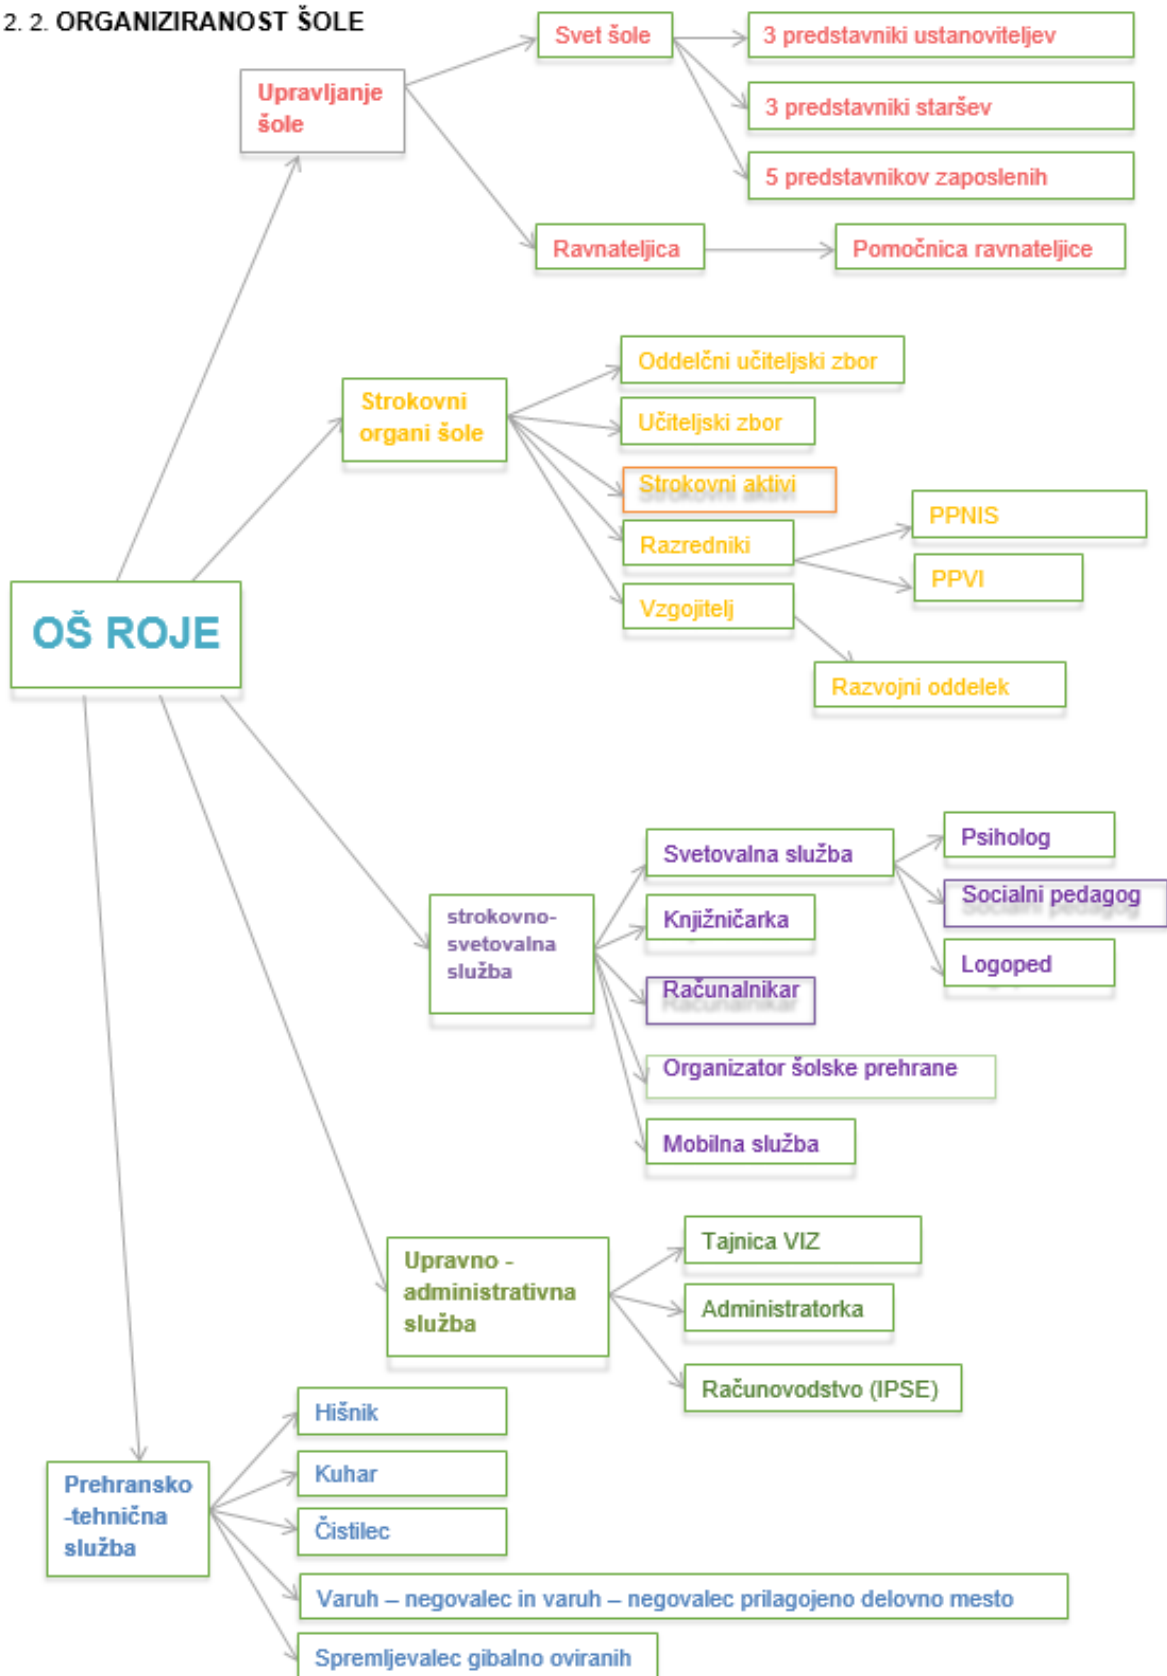 2. 2. ORGANIZIRANOST ŠOLE
Upravljanje
šole
Svet šole
3 predstavniki ustanoviteljev
3 predstavniki staršev
5 predstavnikov zaposlenih
Ravnateljica
Pomočnica ravnateljice
Strokovni
organi šole
Oddelčni učiteljski zbor
Učiteljski zbor
Strokovni aktivi
Razredniki
PPNIS
PPVI
Vzgojitelj
Razvojni oddelek
OŠ ROJE
strokovno-
svetovalna
služba
Svetovalna služba
Psiholog
Socialni pedagog
Logoped
Knjižničarka
Računalnikar
Organizator šolske prehrane
Mobilna služba
Upravno -
administrativna
služba
Tajnica VIZ
Administratorka
Računovodstvo (IPSE)
Prehransko
-tehnična
služba
Hišnik
Kuhar
Čistilec
Varuh – negovalec in varuh – negovalec prilagojeno delovno mesto
Spremljevalec gibalno oviranih